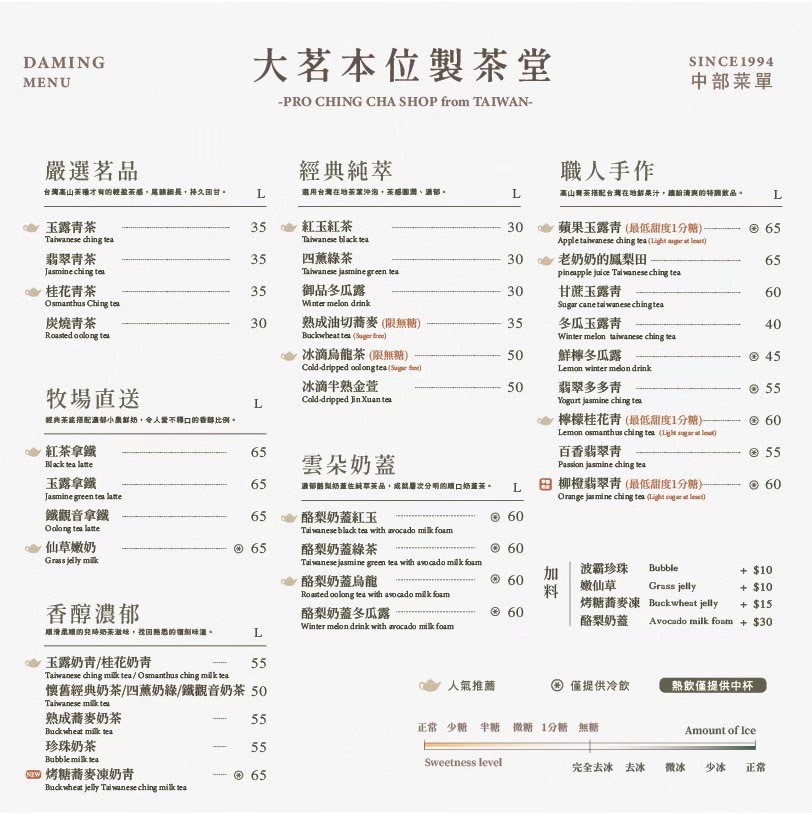 DAMING
MENU
大茗本位製茶堂
-PRO CHING CHA SHOP from TAIWAN-
SINCE1994
中部菜單
嚴選茗品
台灣高山茶種才有的輕盈茶感，尾韻細長，持久回甘。 L
玉露青茶 35
Taiwanese ching tea
翡翠青茶 35
Jasmine ching tea
桂花青茶 35
Osmanthus Ching tea
炭燒青茶 30
Roasted oolong tea
牧場直送 L
經典茶底搭配濃郁小農鮮奶，令人愛不釋口的香醇比例。
紅茶拿鐵 65
Black tea latte
玉露拿鐵 65
Jasmine green tea latte
鐵觀音拿鐵 65
Oolong tea latte
仙草嫩奶 65
Grass jelly milk
香醇濃郁
順滑柔順的兒時奶茶滋味，找回熟悉的復刻味道。 L
玉露奶青/桂花奶青 55
Taiwanese ching milk tea / Osmanthus ching milk tea
懷舊經典奶茶/四薰奶綠/鐵觀音奶茶 50
Taiwanese milk tea
熟成蕎麥奶茶 55
Buckwheat milk tea
珍珠奶茶 55
Bubble milk tea
NEW 烤糖蕎麥凍奶青 65
Buckwheat jelly Taiwanese ching milk tea
經典純萃
選用台灣在地茶葉沖泡，茶感圓潤、濃郁。 L
紅玉紅茶 30
Taiwanese black tea
四薰綠茶 30
Taiwanese jasmine green tea
御品冬瓜露 30
Winter melon drink
熟成油切蕎麥 (限無糖) 35
Buckwheat tea (Sugar free)
冰滴烏龍茶 (限無糖) 50
Cold-dripped oolong tea (Sugar free)
冰滴半熟金萱 50
Cold-dripped Jin Xuan tea
雲朵奶蓋
濃郁酪梨奶蓋佐純萃茶品，成就層次分明的順口奶蓋茶。 L
酪梨奶蓋紅玉 60
Taiwanese black tea with avocado milk foam
酪梨奶蓋綠茶 60
Taiwanese jasmine green tea with avocado milk foam
酪梨奶蓋烏龍 60
Roasted oolong tea with avocado milk foam
酪梨奶蓋冬瓜露 60
Winter melon drink with avocado milk foam
職人手作
高山青茶搭配台灣在地鮮果汁，繽紛清爽的特調飲品。 L
蘋果玉露青 (最低甜度1分糖) 65
Apple taiwanese ching tea (Light sugar at least)
老奶奶的鳳梨田 65
pineapple juice Taiwanese ching tea
甘蔗玉露青 60
Sugar cane taiwanese ching tea
冬瓜玉露青 40
Winter melon taiwanese ching tea
鮮檸冬瓜露 45
Lemon winter melon drink
翡翠多多青 55
Yogurt jasmine ching tea
檸檬桂花青 (最低甜度1分糖) 60
Lemon osmanthus ching tea (Light sugar at least)
百香翡翠青 55
Passion jasmine ching tea
柳橙翡翠青 (最低甜度1分糖) 60
Orange jasmine ching tea (Light sugar at least)
加料
波霸珍珠 Bubble + $10
嫩仙草 Grass jelly + $10
烤糖蕎麥凍 Buckwheat jelly + $15
酪梨奶蓋 Avocado milk foam + $30
人氣推薦 僅提供冷飲 熱飲僅提供中杯
正常 少糖 半糖 微糖 1分糖 無糖
Amount of Ice
Sweetness level
完全去冰 去冰 微冰 少冰 正常